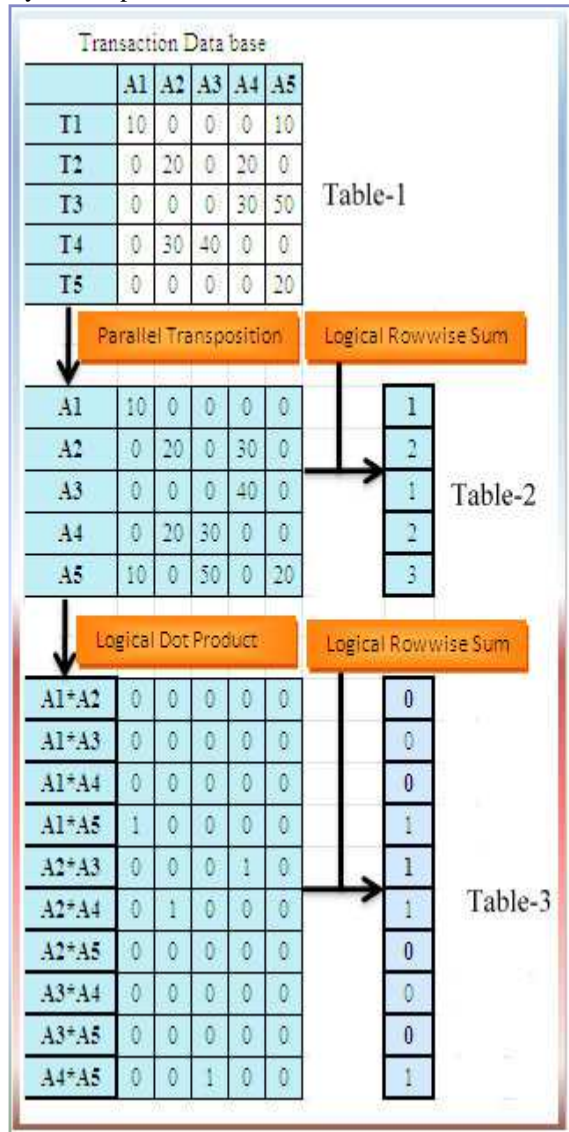 Transaction Data base
A1 A2 A3 A4 A5
T1 10 0 0 0 10
T2 0 20 0 20 0
T3 0 0 0 30 50
Table-1
T4 0 30 40 0 0
T5 0 0 0 0 20
Parallel Transposition
Logical Rowwise Sum
A1 10 0 0 0 0 1
A2 0 20 0 30 0 2
A3 0 0 0 40 0 1
Table-2
A4 0 20 30 0 0 2
A5 10 0 50 0 20 3
Logical Dot Product
Logical Rowwise Sum
A1*A2 0 0 0 0 0 0
A1*A3 0 0 0 0 0 0
A1*A4 0 0 0 0 0 0
A1*A5 1 0 0 0 0 1
A2*A3 0 0 0 1 0 1
A2*A4 0 1 0 0 0 1
Table-3
A2*A5 0 0 0 0 0 0
A3*A4 0 0 0 0 0 0
A3*A5 0 0 0 0 0 0
A4*A5 0 0 1 0 0 1